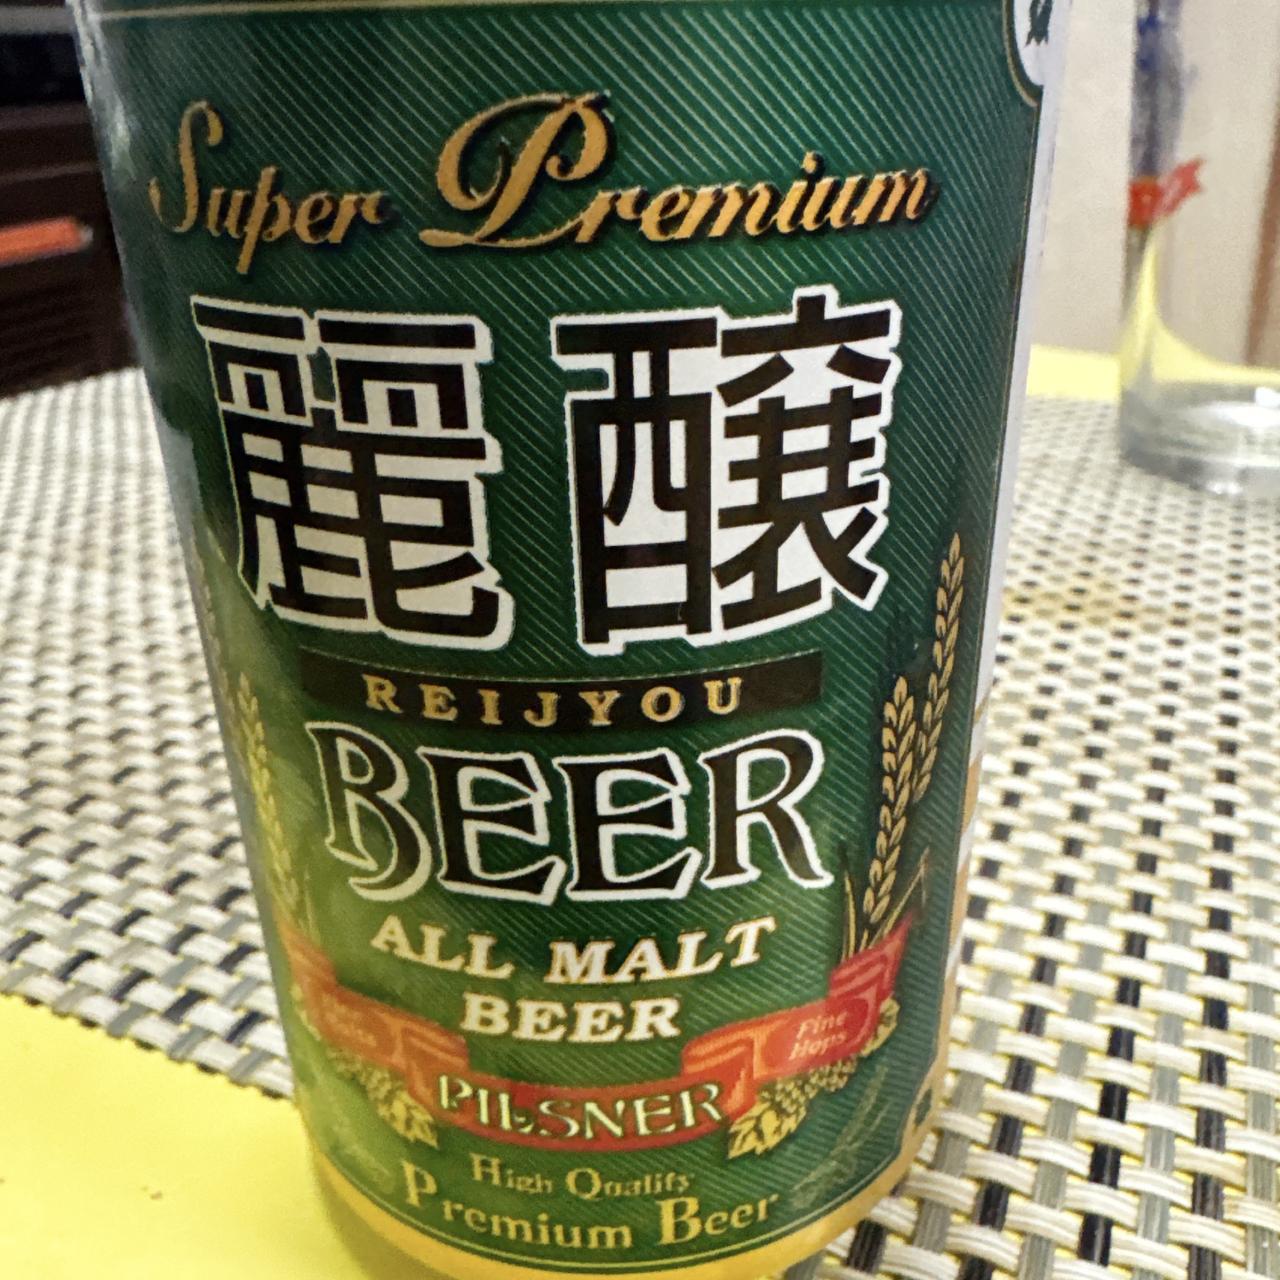 Super Premium
麗醸
REIJYOU
BEER
ALL MALT
BEER
Fine
Hops
PILSNER
High Quality
Premium Beer